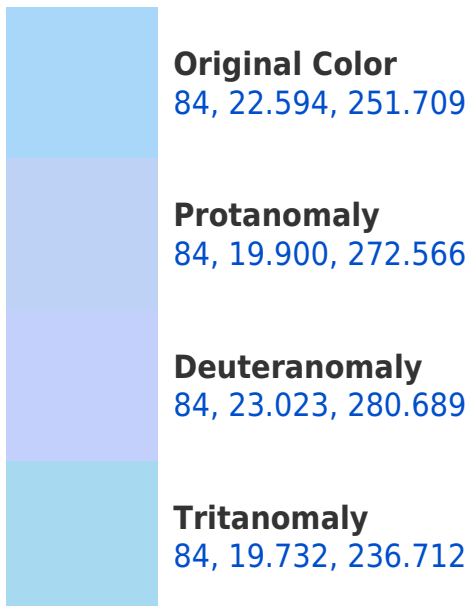 Original Color
84, 22.594, 251.709
Protanomaly
84, 19.900, 272.566
Deuteranomaly
84, 23.023, 280.689
Tritanomaly
84, 19.732, 236.712